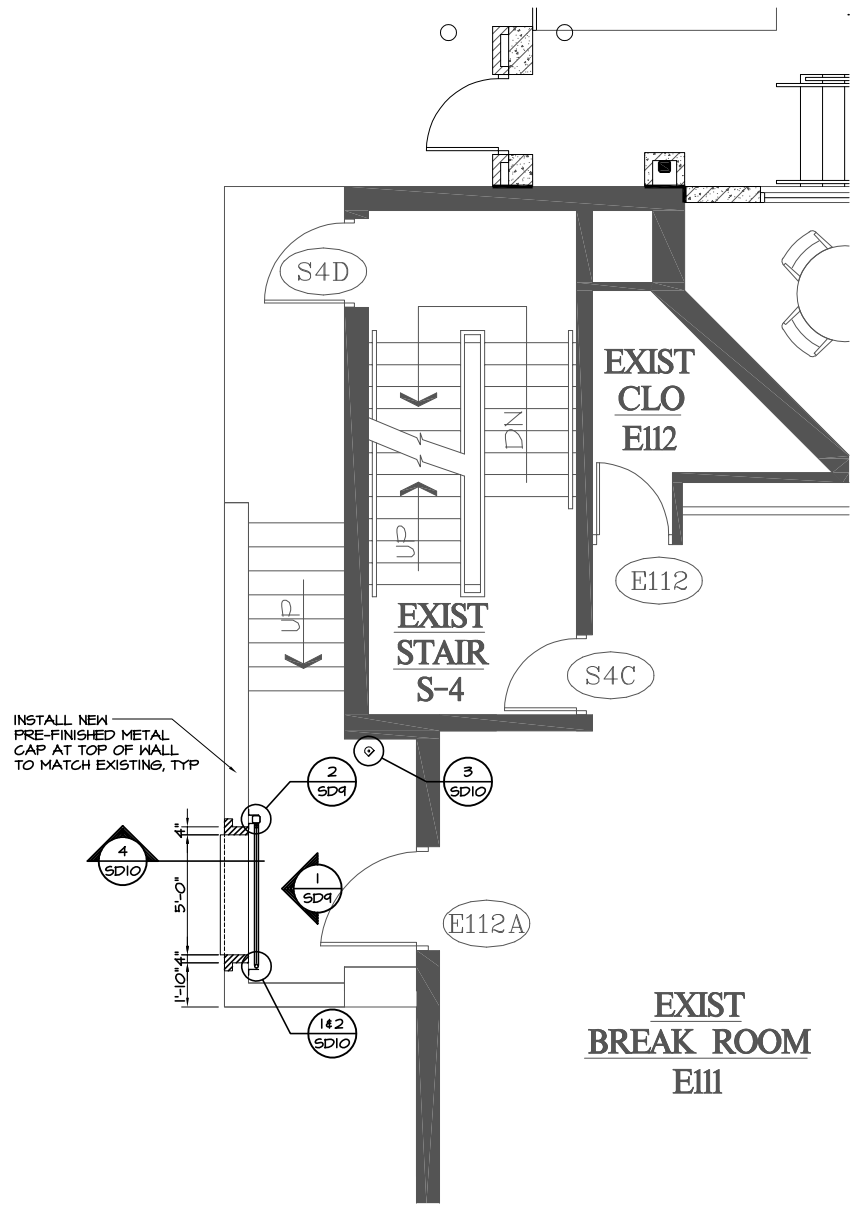 S4D
EXIST
CLO
E112
DN
UP
E112
UP
EXIST
STAIR
S-4
S4C
INSTALL NEW
PRE-FINISHED METAL
CAP AT TOP OF WALL
TO MATCH EXISTING, TYP
2
SD9
3
SD10
4"
4
SD10
5'-0"
1
SD9
E112A
4"
1'-10"
1&2
SD10
EXIST
BREAK ROOM
E111